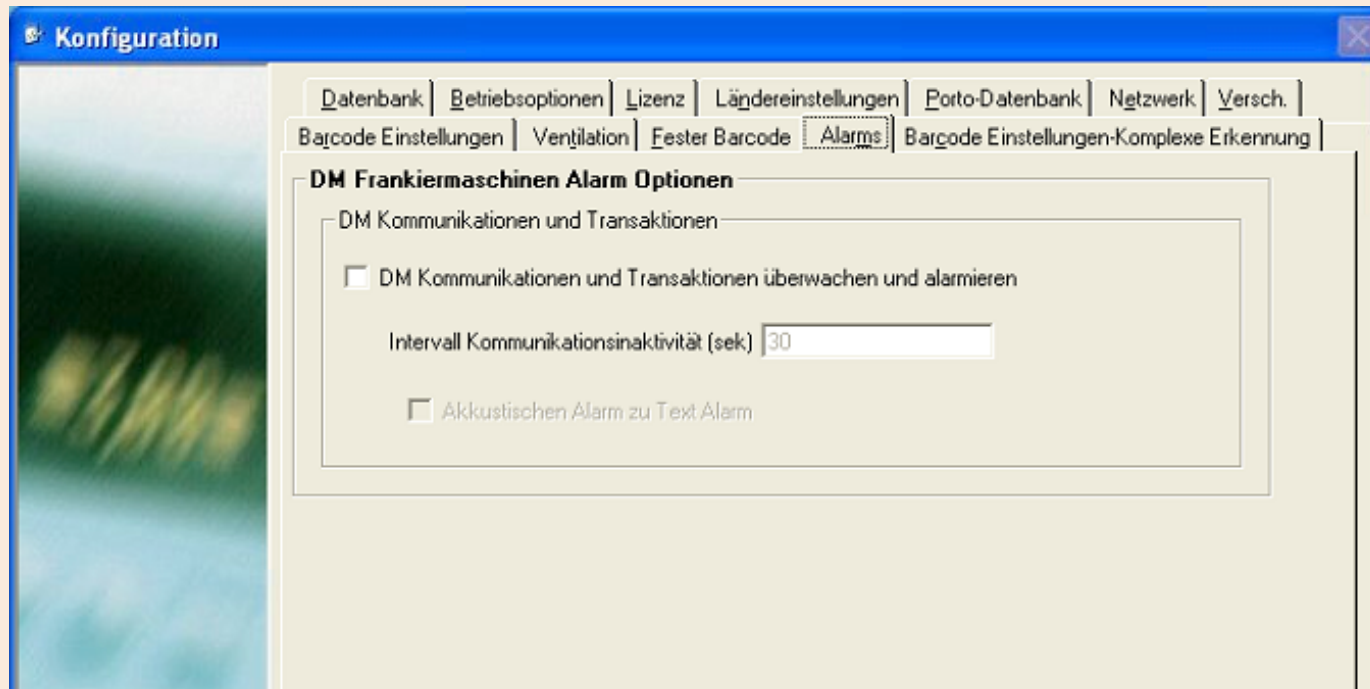 Konfiguration
Datenbank Betriebsoptionen Lizenz Ländereinstellungen Porto-Datenbank Netzwerk Versch.
Barcode Einstellungen Ventilation Fester Barcode Alarms Barcode Einstellungen-Komplexe Erkennung
DM Frankiermaschinen Alarm Optionen
DM Kommunikationen und Transaktionen
DM Kommunikationen und Transaktionen überwachen und alarmieren
Intervall Kommunikationsinaktivität (sek) 30
Akkustischen Alarm zu Text Alarm